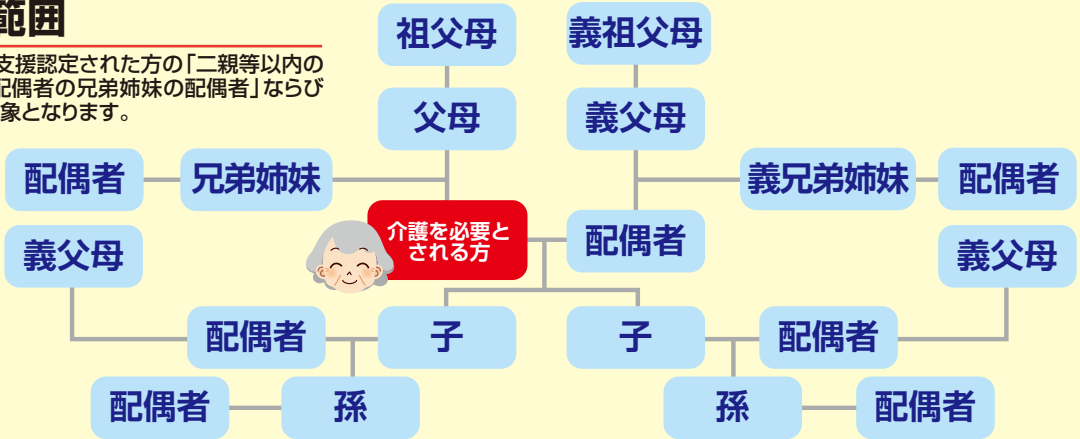 範囲
支援認定された方の「二親等以内の
配偶者の兄弟姉妹の配偶者」ならび
象となります。
祖父母
義祖父母
父母
義父母
配偶者
兄弟姉妹
義兄弟姉妹
配偶者
介護を必要と
される方
配偶者
義父母
義父母
配偶者
子
子
配偶者
配偶者
孫
孫
配偶者